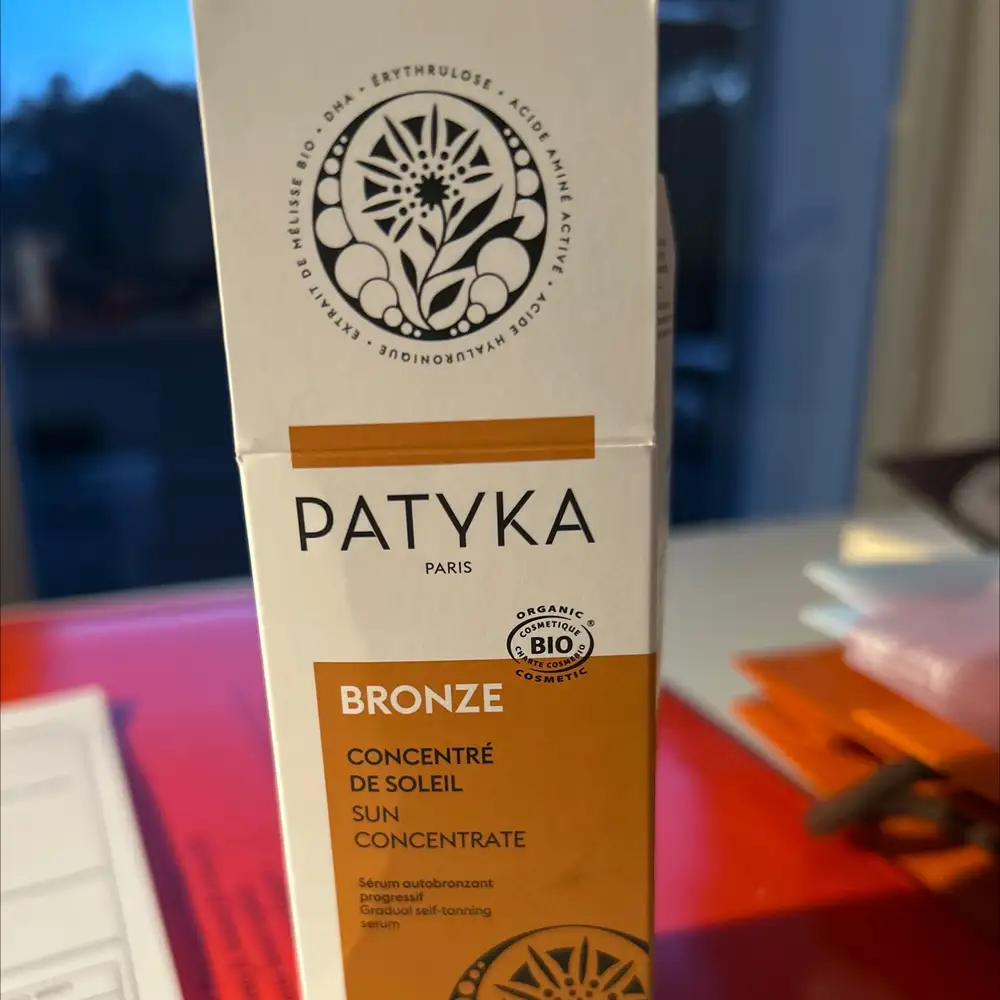 EXTRAIT DE MÉLISSE BIO • DHA • ÉRYTHRULOSE • ACIDE AMINÉ ACTIVÉ • ACIDE HYALURONIQUE •
PATYKA
PARIS
ORGANIC
COSMETIQUE
BIO
CHARTE COSMEBIO
COSMETIC
®
BRONZE
CONCENTRÉ
DE SOLEIL
SUN
CONCENTRATE
Sérum autobronzant
progressif
Gradual self-tanning
serum